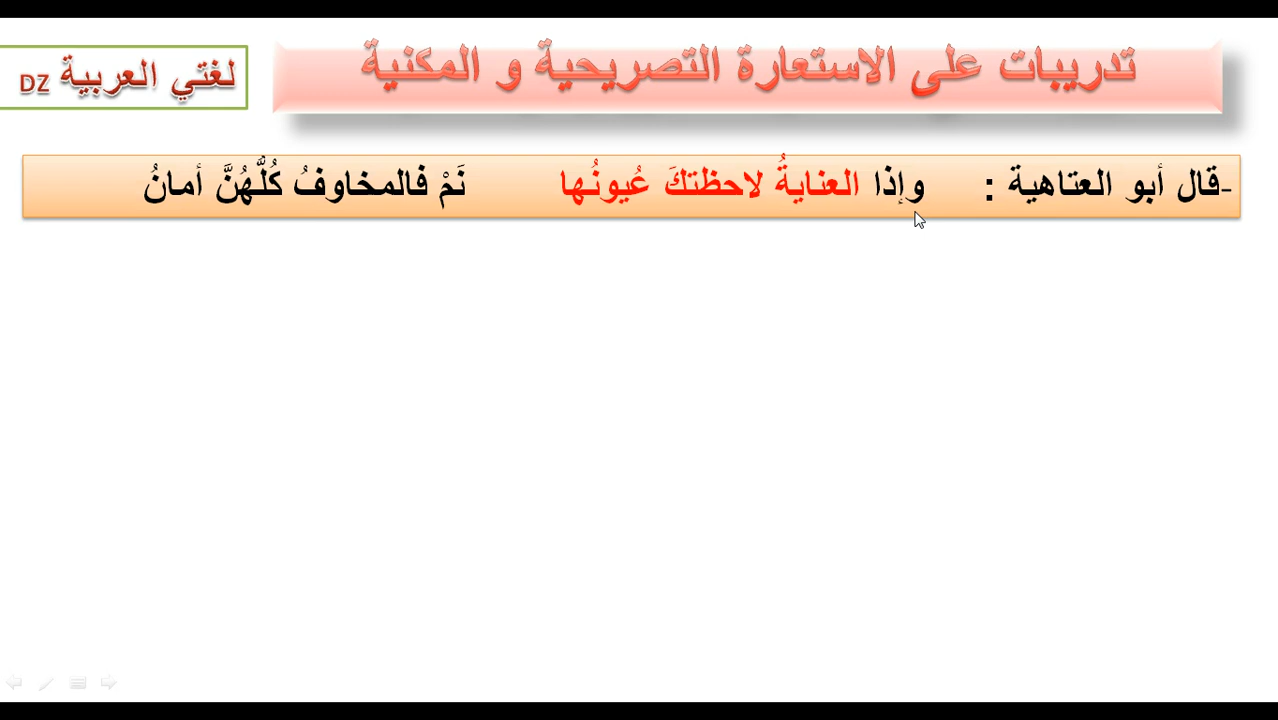 تدريبات على الاستعارة التصريحية و المكنية
لغتي العربية DZ
-قال أبو العتاهية : وإذا العنايةُ لاحظتكَ عُيونُها نَمْ فالمخاوفُ كُلَّهُنَّ أمانُ